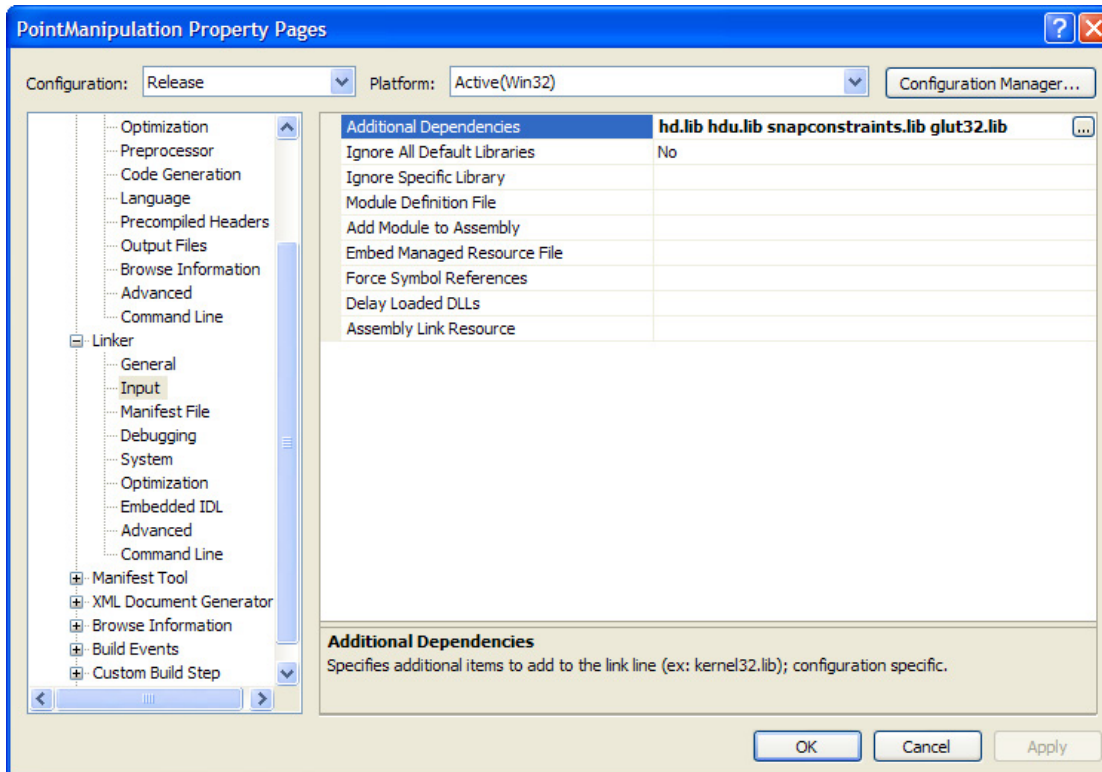 PointManipulation Property Pages
Configuration: Release Platform: Active(Win32) Configuration Manager...
Optimization
Preprocessor
Code Generation
Language
Precompiled Headers
Output Files
Browse Information
Advanced
Command Line
Linker
General
Input
Manifest File
Debugging
System
Optimization
Embedded IDL
Advanced
Command Line
Manifest Tool
XML Document Generator
Browse Information
Build Events
Custom Build Step
Additional Dependencies hd.lib hdu.lib snapconstraints.lib glut32.lib ...
Ignore All Default Libraries No
Ignore Specific Library
Module Definition File
Add Module to Assembly
Embed Managed Resource File
Force Symbol References
Delay Loaded DLLs
Assembly Link Resource
Additional Dependencies
Specifies additional items to add to the link line (ex: kernel32.lib); configuration specific.
OK Cancel Apply